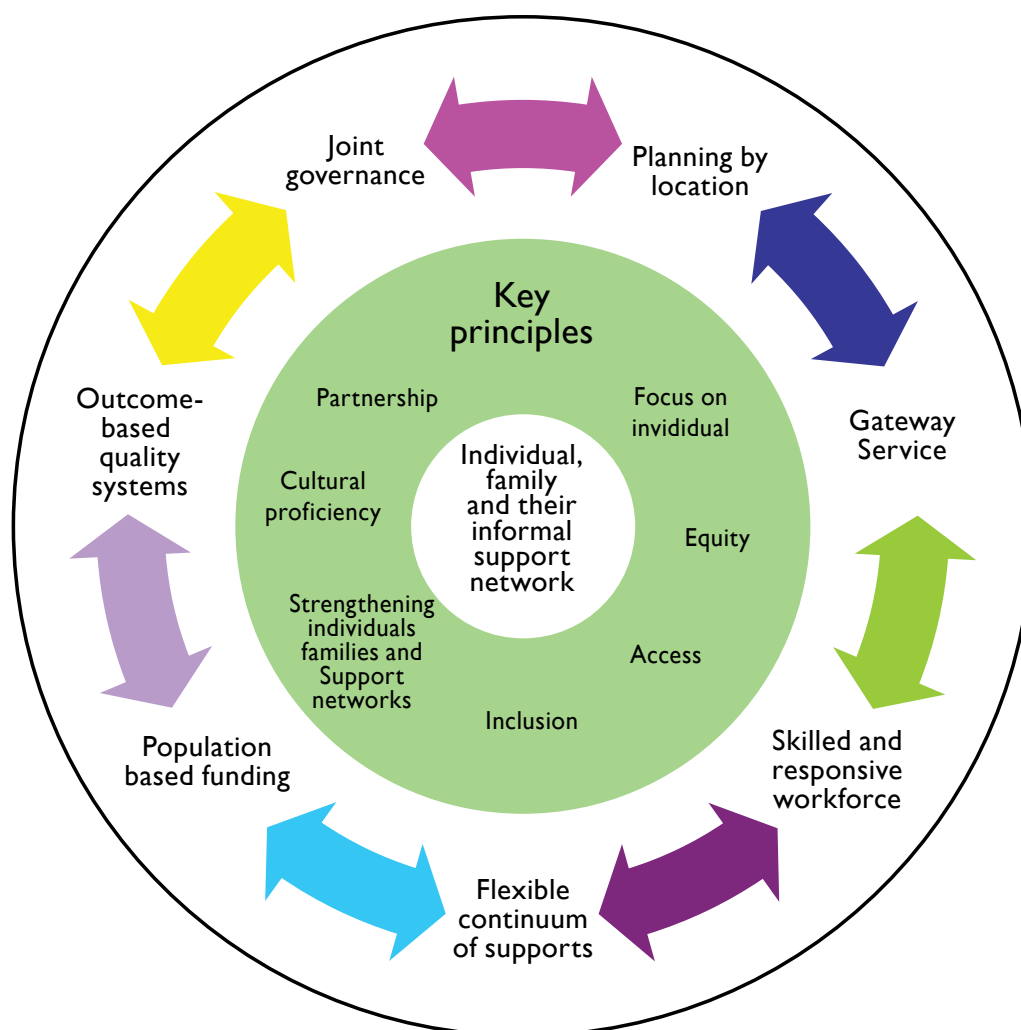 Joint
governance
Planning by
location
Gateway
Service
Skilled and
responsive
workforce
Flexible
continuum
of supports
Population
based funding
Outcome-
based
quality
systems
Key
principles
Partnership
Focus on
invididual
Cultural
proficiency
Equity
Strengthening
individuals
families and
Support
networks
Access
Inclusion
Individual,
family
and their
informal
support
network